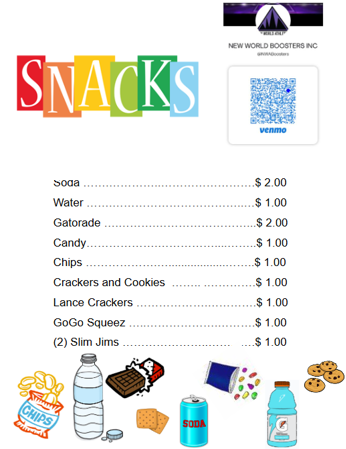 NEW WORLD BOOSTERS INC
@NWABoosters
SNACKS
venmo
Soda ……………………………………….$ 2.00
Water ……………………………………….$ 1.00
Gatorade …………………………………..$ 2.00
Candy……………………………………....$ 1.00
Chips ……………………………………....$ 1.00
Crackers and Cookies …….. …………..$ 1.00
Lance Crackers …………………………..$ 1.00
GoGo Squeez …………………………….$ 1.00
(2) Slim Jims ………………………… ….$ 1.00
CHIPS
SODA